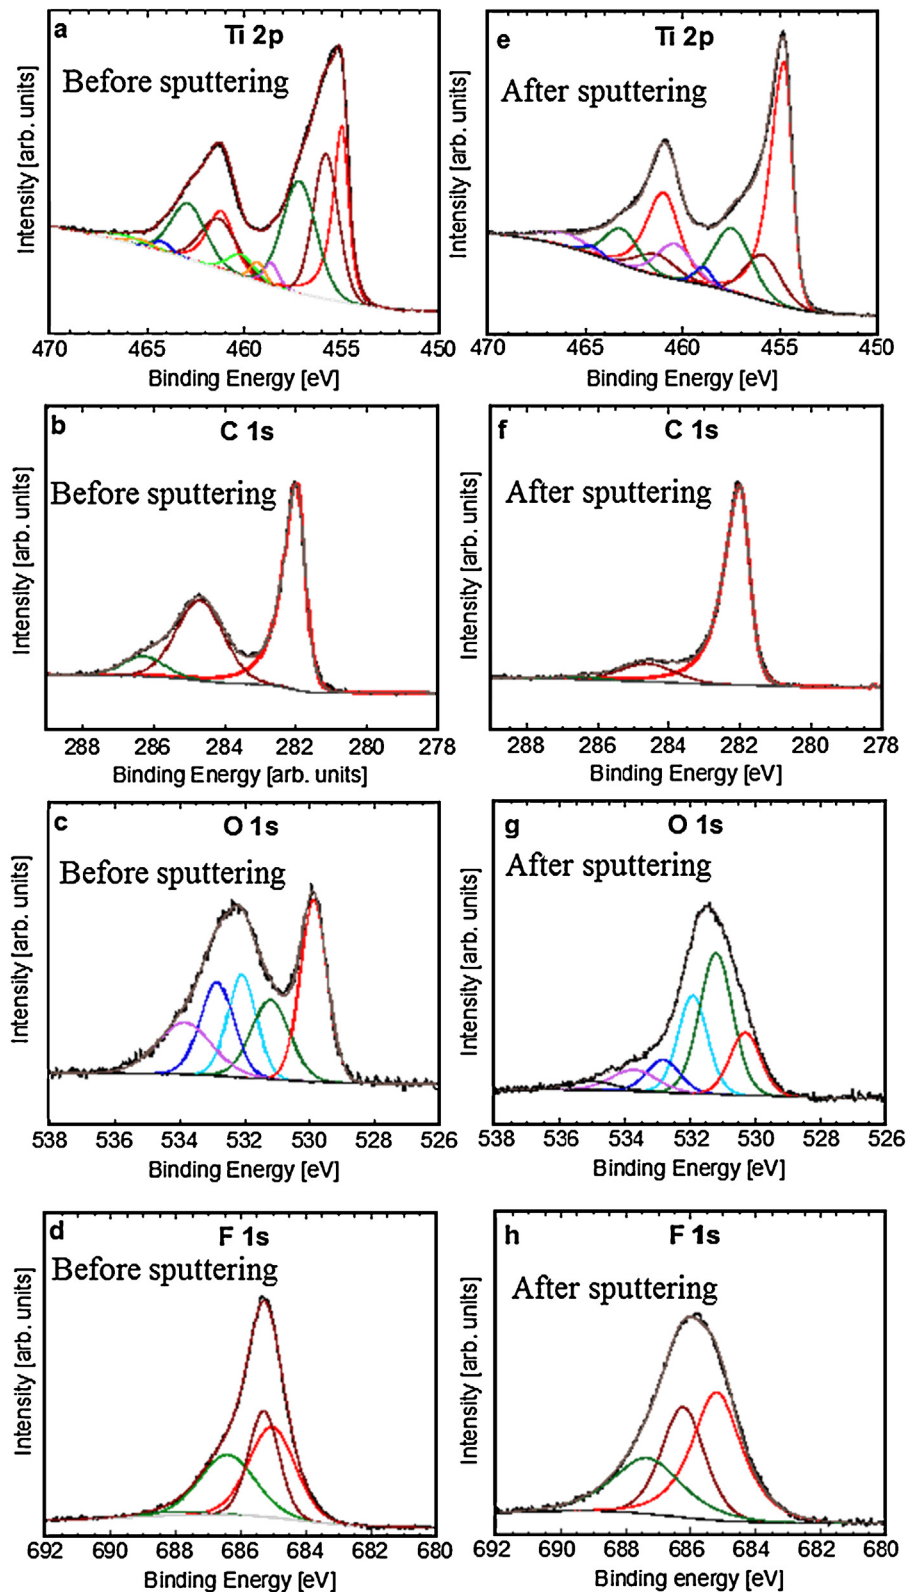 a
Ti 2p
Before sputtering
Intensity [arb. units]
470 465 460 455 450
Binding Energy [eV]
e
Ti 2p
After sputtering
Intensity [arb. units]
470 465 460 455 450
Binding Energy [eV]
b
C 1s
Before sputtering
Intensity [arb. units]
288 286 284 282 280 278
Binding Energy [arb. units]
f
C 1s
After sputtering
Intensity [arb. units]
288 286 284 282 280 278
Binding Energy [eV]
c
O 1s
Before sputtering
Intensity [arb. units]
538 536 534 532 530 528 526
Binding Energy [eV]
g
O 1s
After sputtering
Intensity [arb. units]
538 536 534 532 530 528 526
Binding Energy [eV]
d
F 1s
Before sputtering
Intensity [arb. units]
692 690 688 686 684 682 680
Binding Energy [eV]
h
F 1s
After sputtering
Intensity [arb. units]
692 690 688 686 684 682 680
Binding energy [eV]